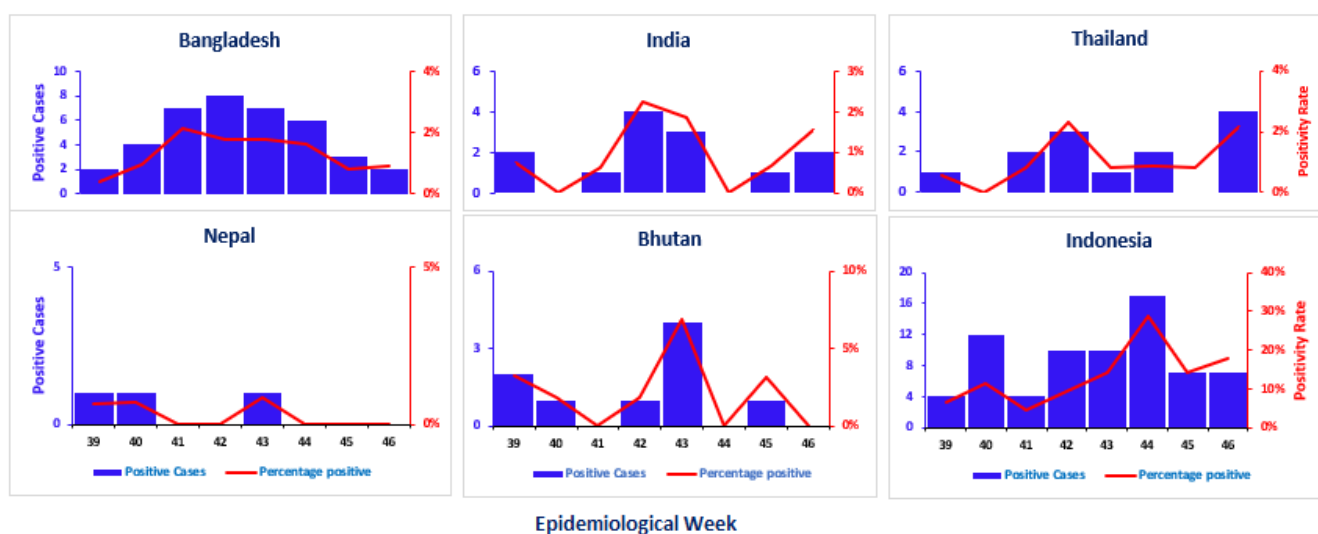 Bangladesh
Positive Cases
10
8
6
4
2
0
4%
2%
0%
India
6
4
2
0
3%
2%
1%
0%
Thailand
6
4
2
0
4%
2%
0%
Positivity Rate
Nepal
Positive Cases
5
0
5%
0%
39 40 41 42 43 44 45 46
Positive Cases Percentage positive
Bhutan
6
3
0
10%
5%
0%
39 40 41 42 43 44 45 46
Positive Cases Percentage positive
Indonesia
20
16
12
8
4
0
40%
30%
20%
10%
0%
Positivity Rate
39 40 41 42 43 44 45 46
Positive Cases Percentage positive
Epidemiological Week